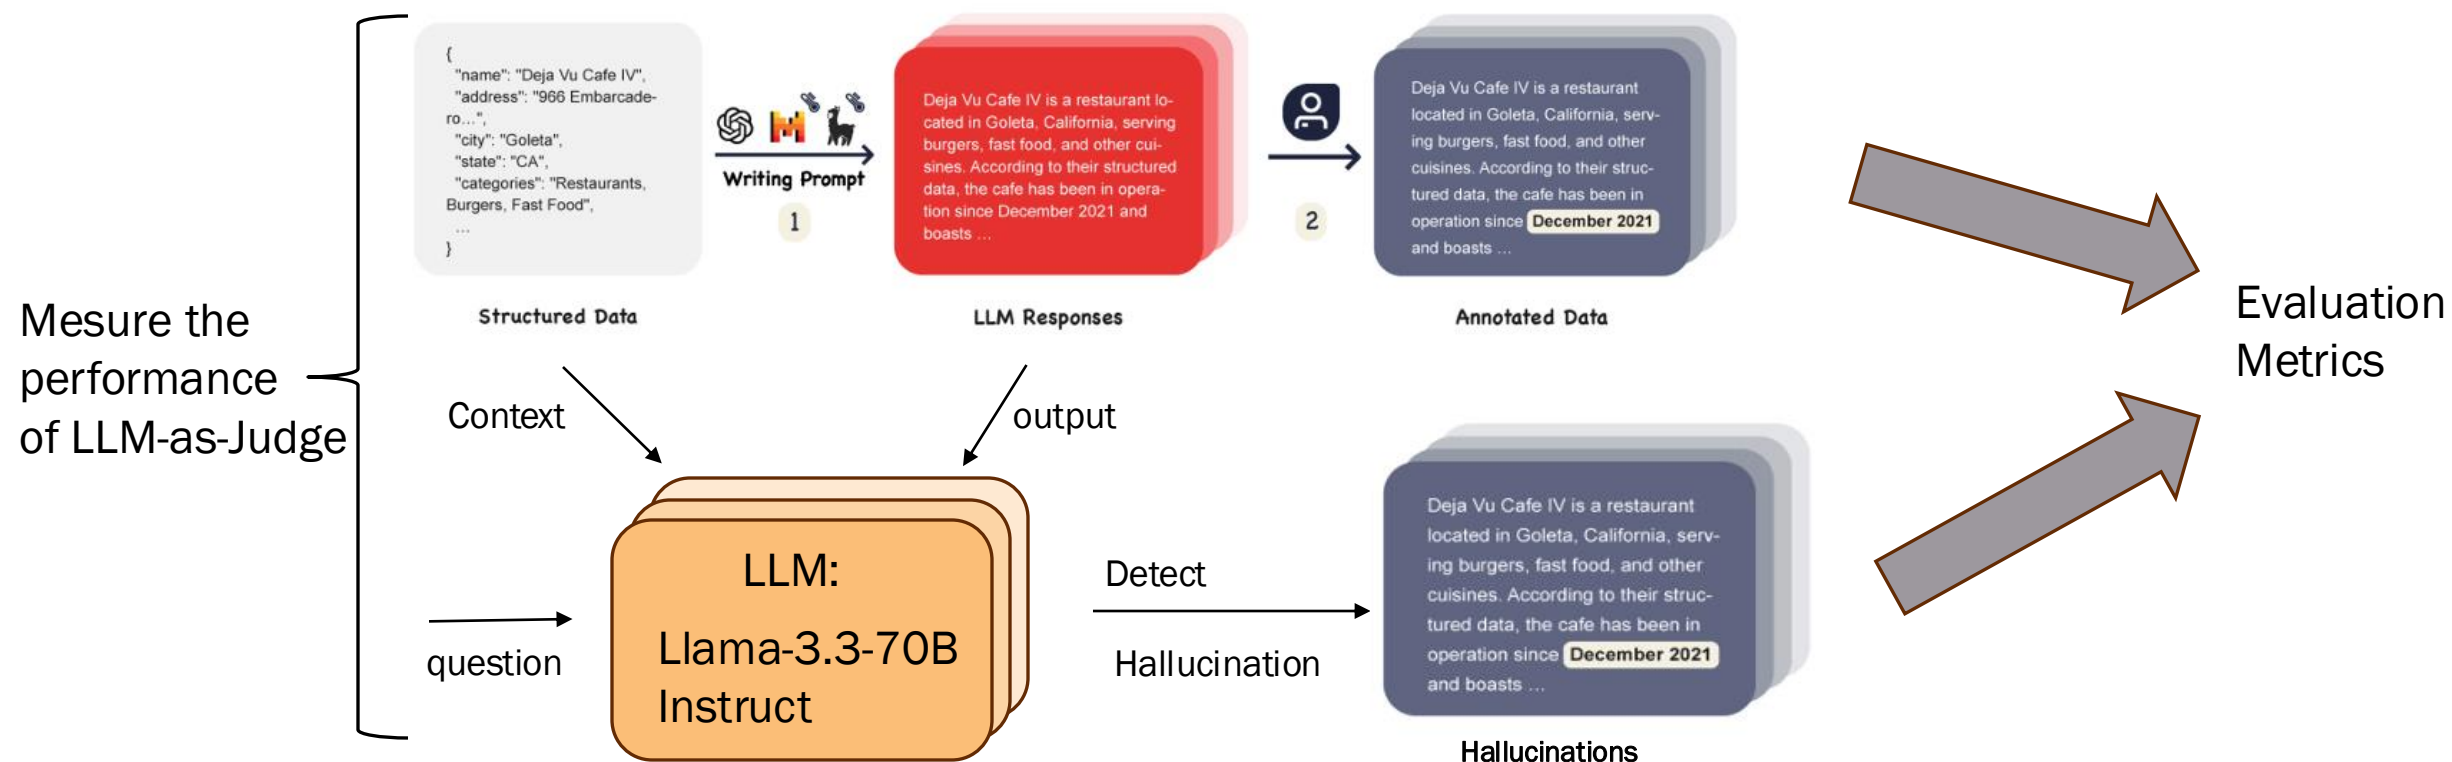 Mesure the
performance
of LLM-as-Judge
{
"name": "Deja Vu Cafe IV",
"address": "966 Embarcade-
ro...",
"city": "Goleta",
"state": "CA",
"categories": "Restaurants,
Burgers, Fast Food",
...
}
Structured Data
Writing Prompt
1
Deja Vu Cafe IV is a restaurant lo-
cated in Goleta, California, serving
burgers, fast food, and other cui-
sines. According to their structured
data, the cafe has been in opera-
tion since December 2021 and
boasts ...
LLM Responses
2
Deja Vu Cafe IV is a restaurant
located in Goleta, California, serv-
ing burgers, fast food, and other
cuisines. According to their struc-
tured data, the cafe has been in
operation since December 2021
and boasts ...
Annotated Data
Context
output
question
LLM:
Llama-3.3-70B
Instruct
Detect
Hallucination
Deja Vu Cafe IV is a restaurant
located in Goleta, California, serv-
ing burgers, fast food, and other
cuisines. According to their struc-
tured data, the cafe has been in
operation since December 2021
and boasts ...
Hallucinations
Evaluation
Metrics